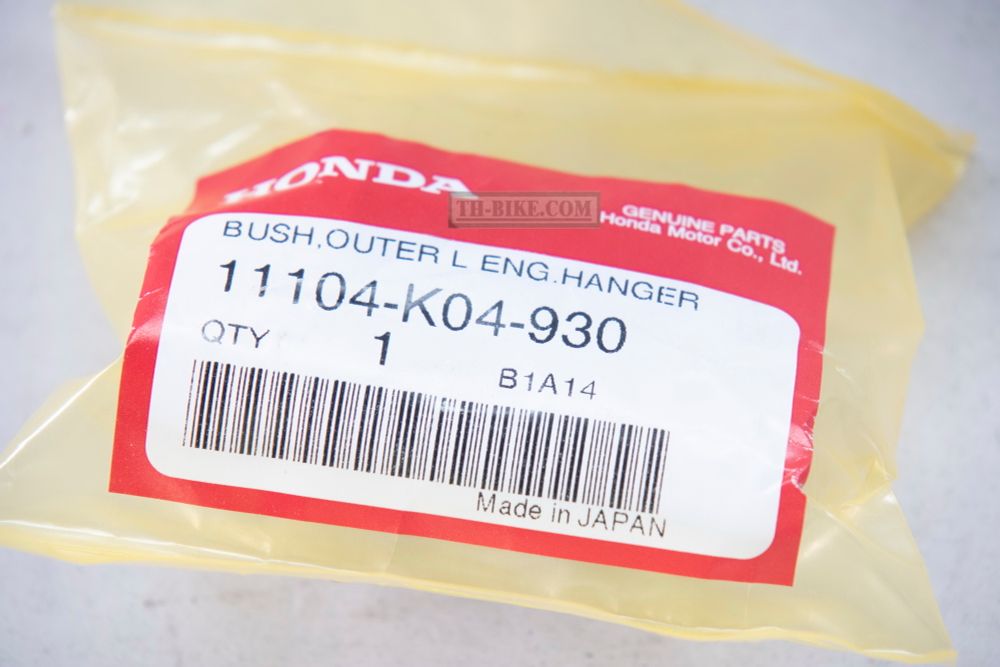 HONDA
TH-BIKE.COM
GENUINE PARTS
Honda Motor Co., Ltd.
BUSH,OUTER L ENG.HANGER
11104-K04-930
QTY 1
B1A14
Made in JAPAN